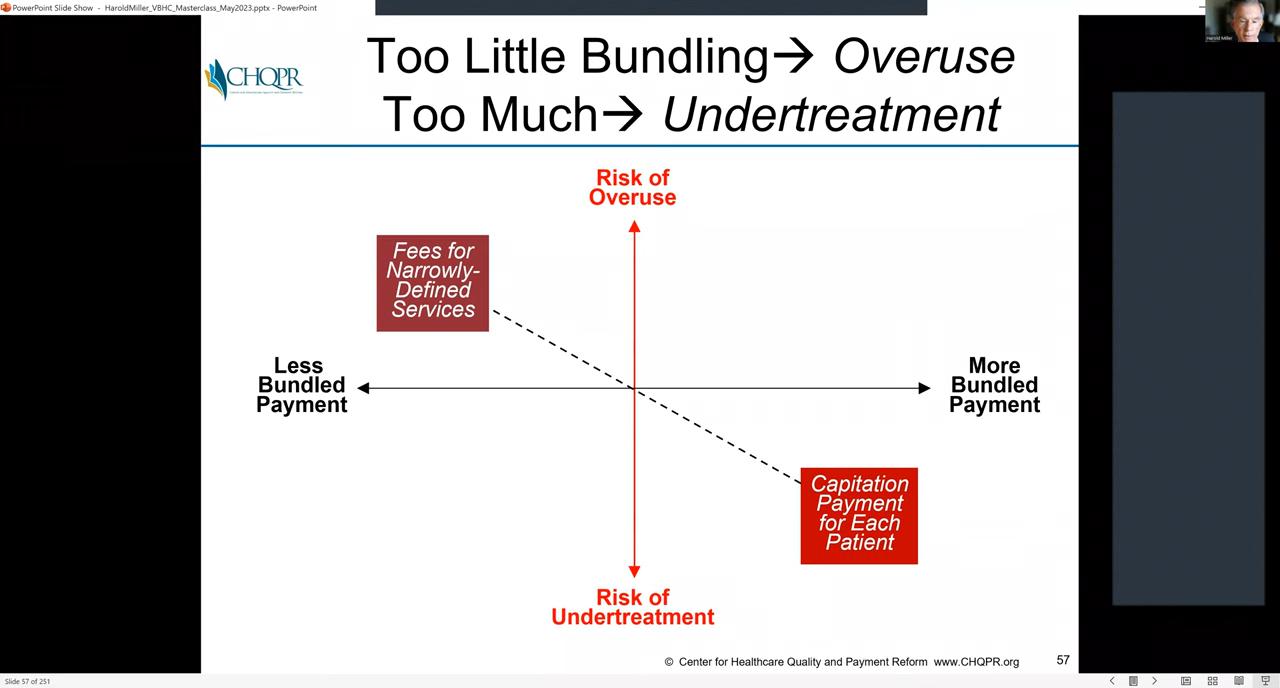 PowerPoint Slide Show - HaroldMiller_VBHC_Masterclass_May2023.pptx - PowerPoint
Harold Miller
CHQPR
Too Little Bundling→ Overuse
Too Much→ Undertreatment
Risk of
Overuse
Fees for
Narrowly-
Defined
Services
Less
Bundled
Payment
More
Bundled
Payment
Capitation
Payment
for Each
Patient
Risk of
Undertreatment
© Center for Healthcare Quality and Payment Reform www.CHQPR.org
57
Slide 57 of 251